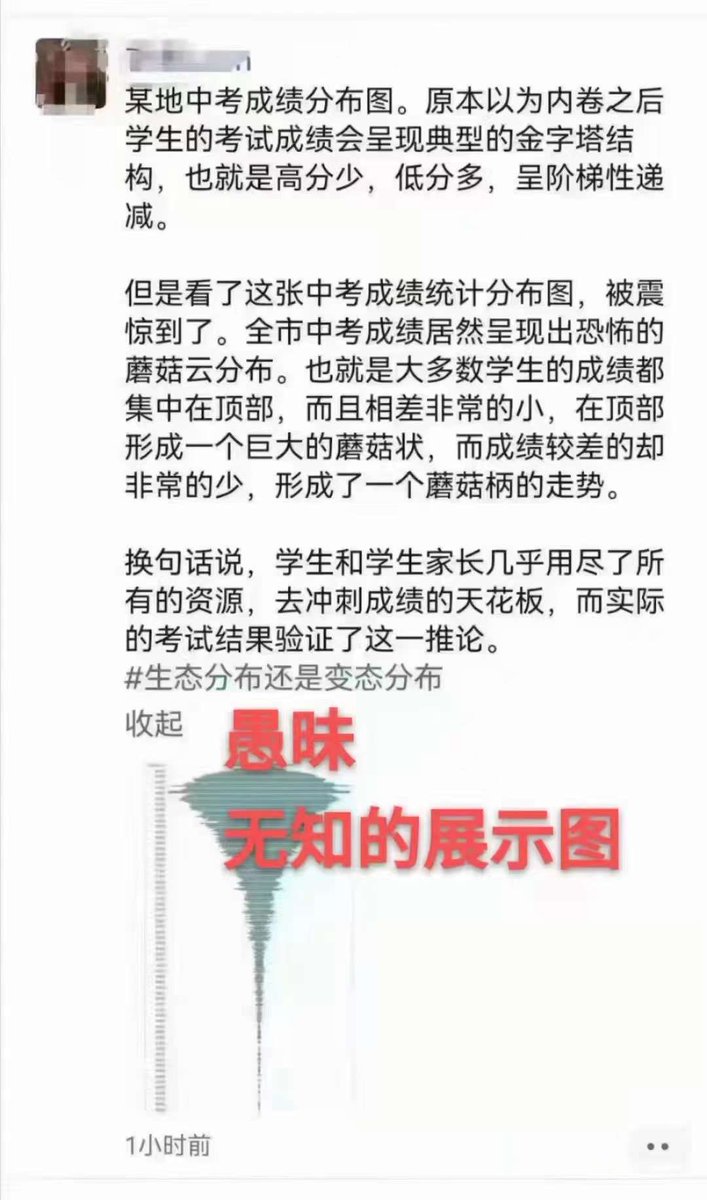 某地中考成绩分布图。原本以为内卷之后
学生的考试成绩会呈现典型的金字塔结
构，也就是高分少，低分多，呈阶梯性递
减。
但是看了这张中考成绩统计分布图，被震
惊到了。全市中考成绩居然呈现出恐怖的
蘑菇云分布。也就是大多数学生的成绩都
集中在顶部，而且相差非常的小，在顶部
形成一个巨大的蘑菇状，而成绩较差的却
非常的少，形成了一个蘑菇柄的走势。
换句话说，学生和学生家长几乎用尽了所
有的资源，去冲刺成绩的天花板，而实际
的考试结果验证了这一推论。
#生态分布还是变态分布
收起
愚昧
无知的展示图
1小时前